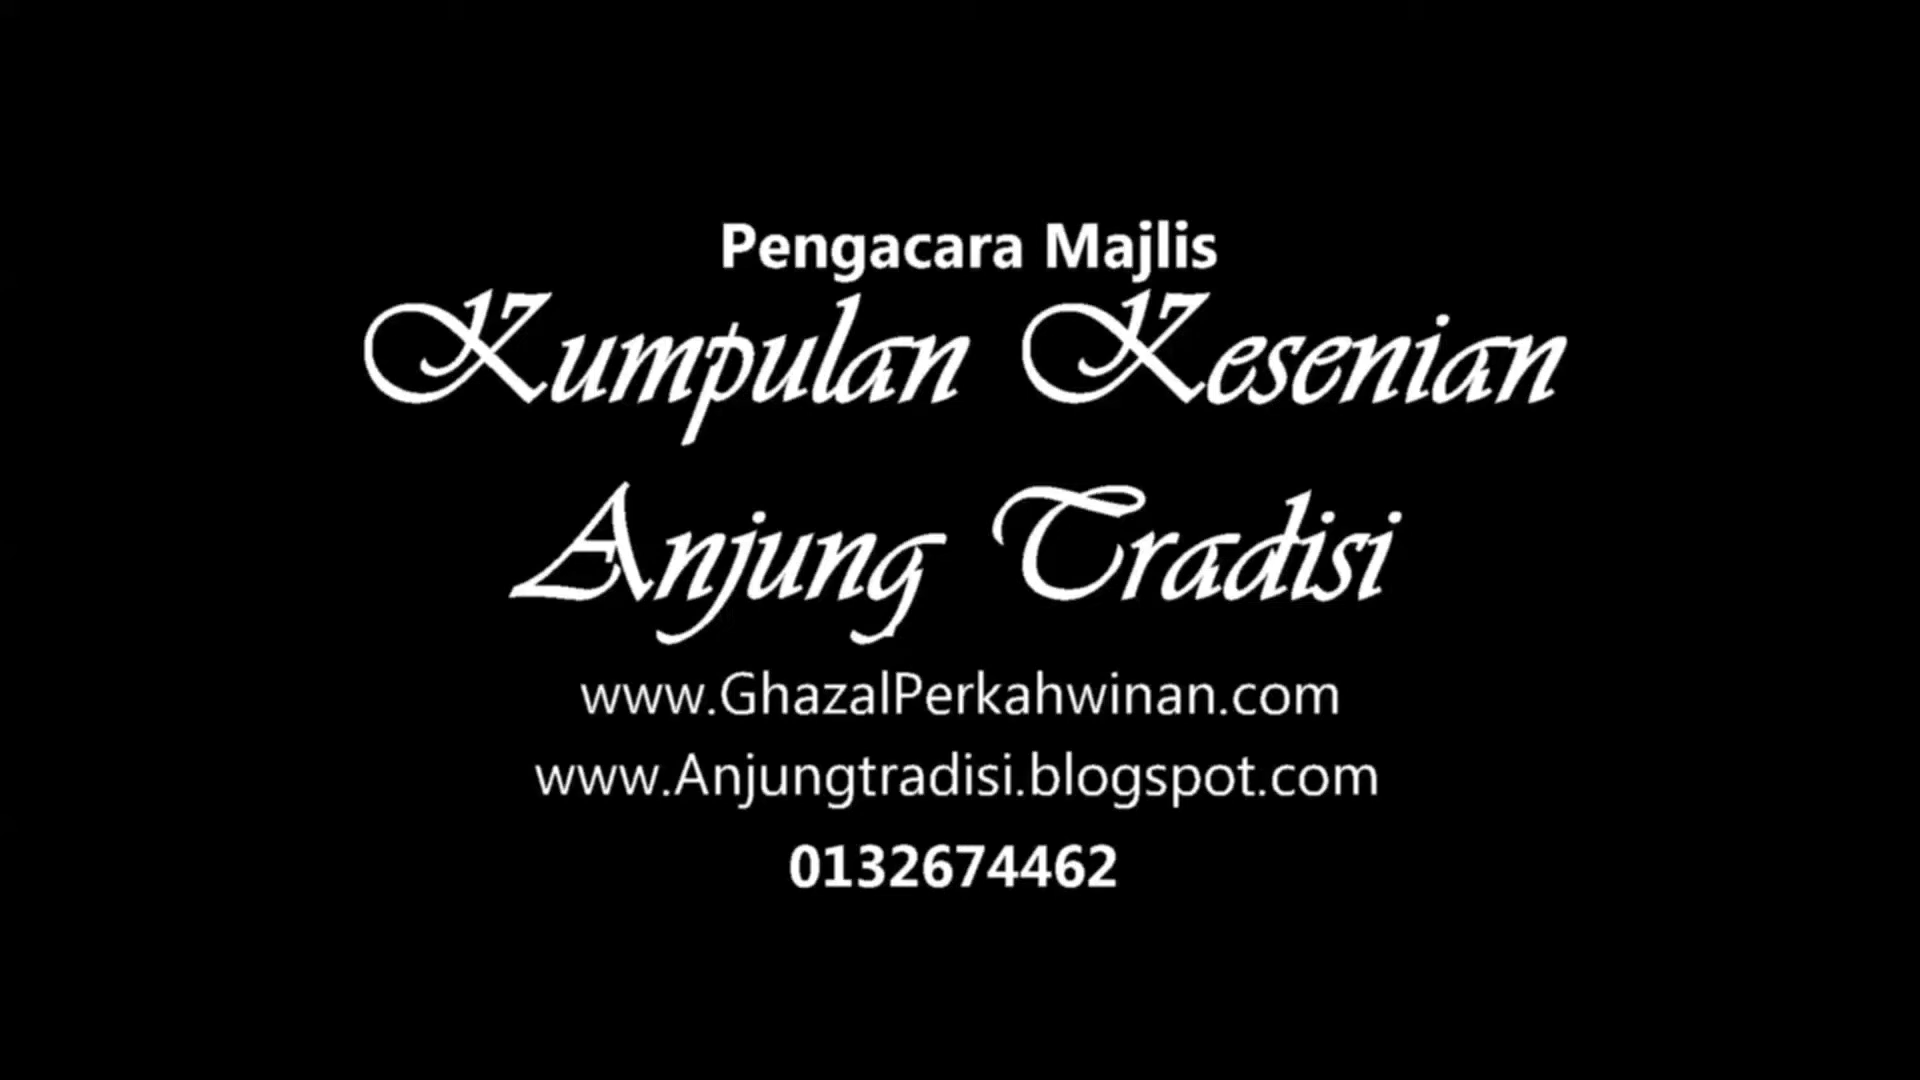 Pengacara Majlis
Kumpulan Kesenian
Anjung Tradisi
www.GhazalPerkahwinan.com
www.Anjungtradisi.blogspot.com
0132674462